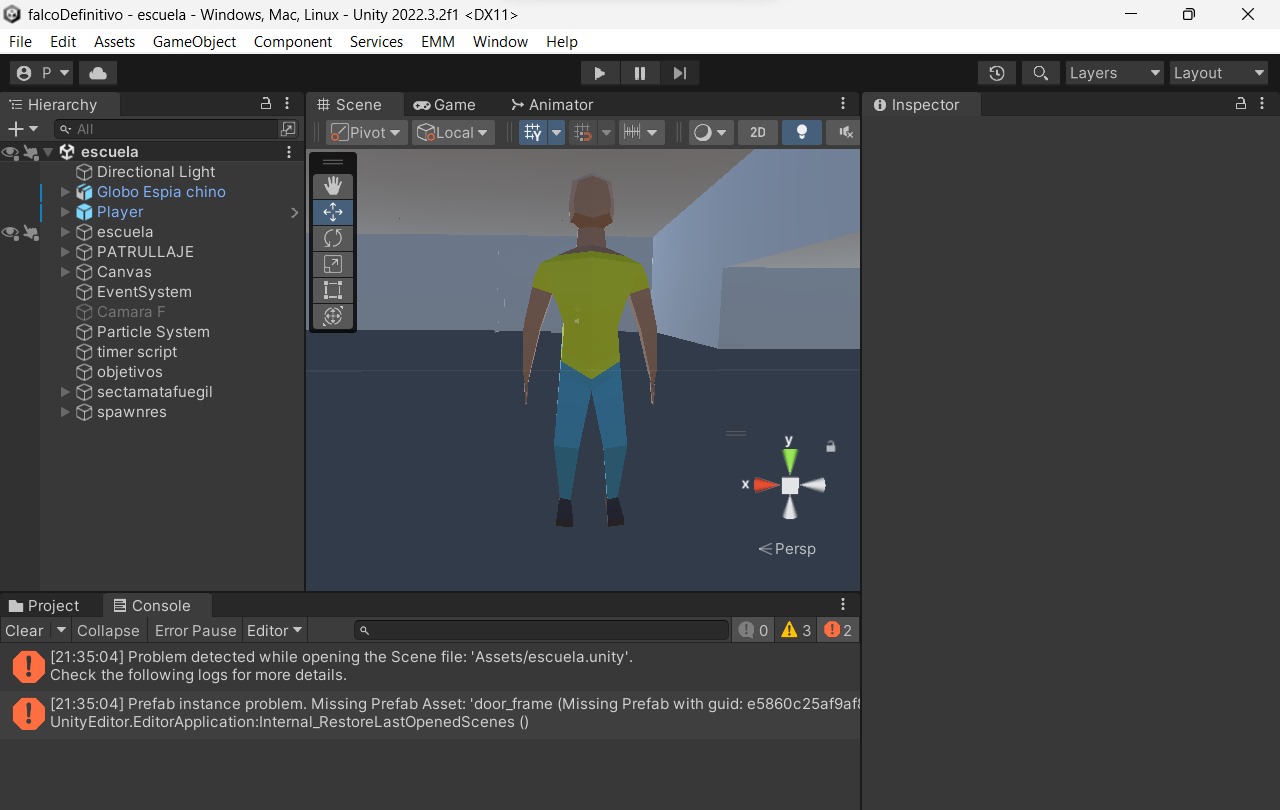 falcoDefinitivo - escuela - Windows, Mac, Linux - Unity 2022.3.2f1 <DX11>
File Edit Assets GameObject Component Services EMM Window Help
P Layers Layout
Hierarchy
All
escuela
Directional Light
Globo Espia chino
Player
escuela
PATRULLAJE
Canvas
EventSystem
Camara F
Particle System
timer script
objetivos
sectamatafuegil
spawnres
Scene Game Animator
Pivot Local 2D
y
x
Persp
Inspector
Project Console
Clear Collapse Error Pause Editor 0 3 2
[21:35:04] Problem detected while opening the Scene file: 'Assets/escuela.unity'.
Check the following logs for more details.
[21:35:04] Prefab instance problem. Missing Prefab Asset: 'door_frame (Missing Prefab with guid: e5860c25af9af
UnityEditor.EditorApplication:Internal_RestoreLastOpenedScenes ()